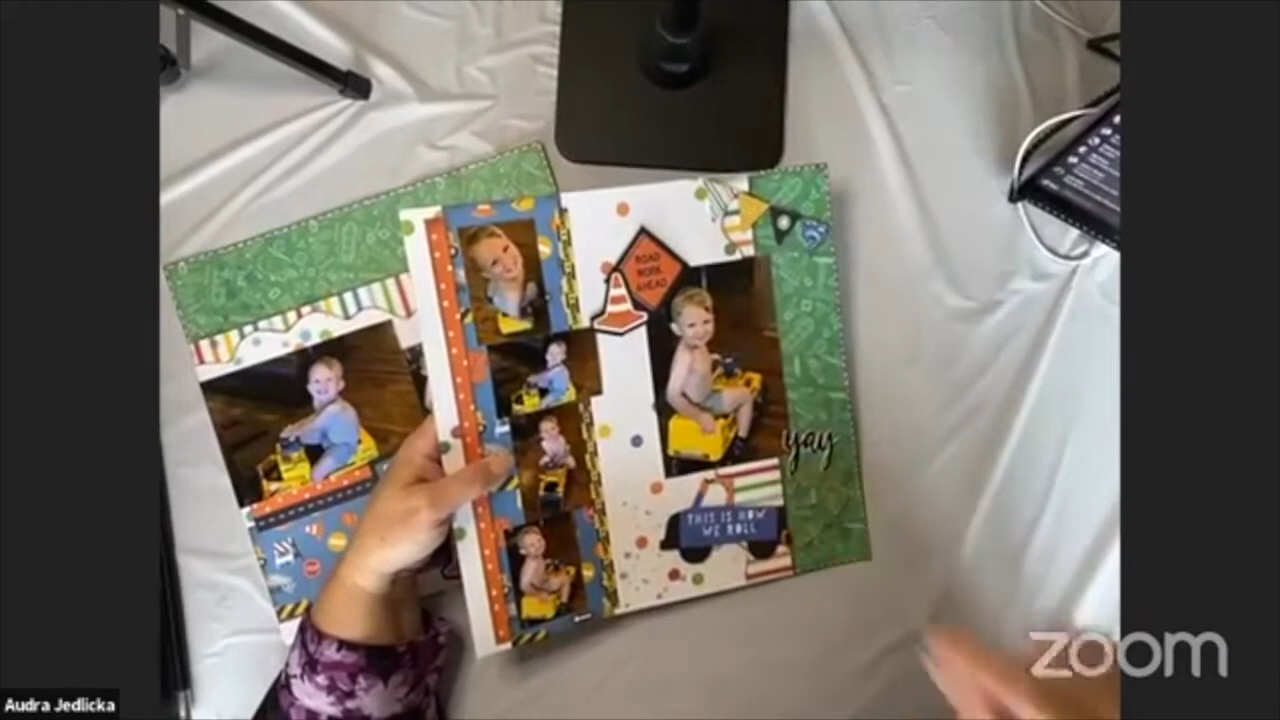 ROAD
WORK
AHEAD
yay
THIS IS HOW
WE ROLL
zoom
Audra Jedlicka